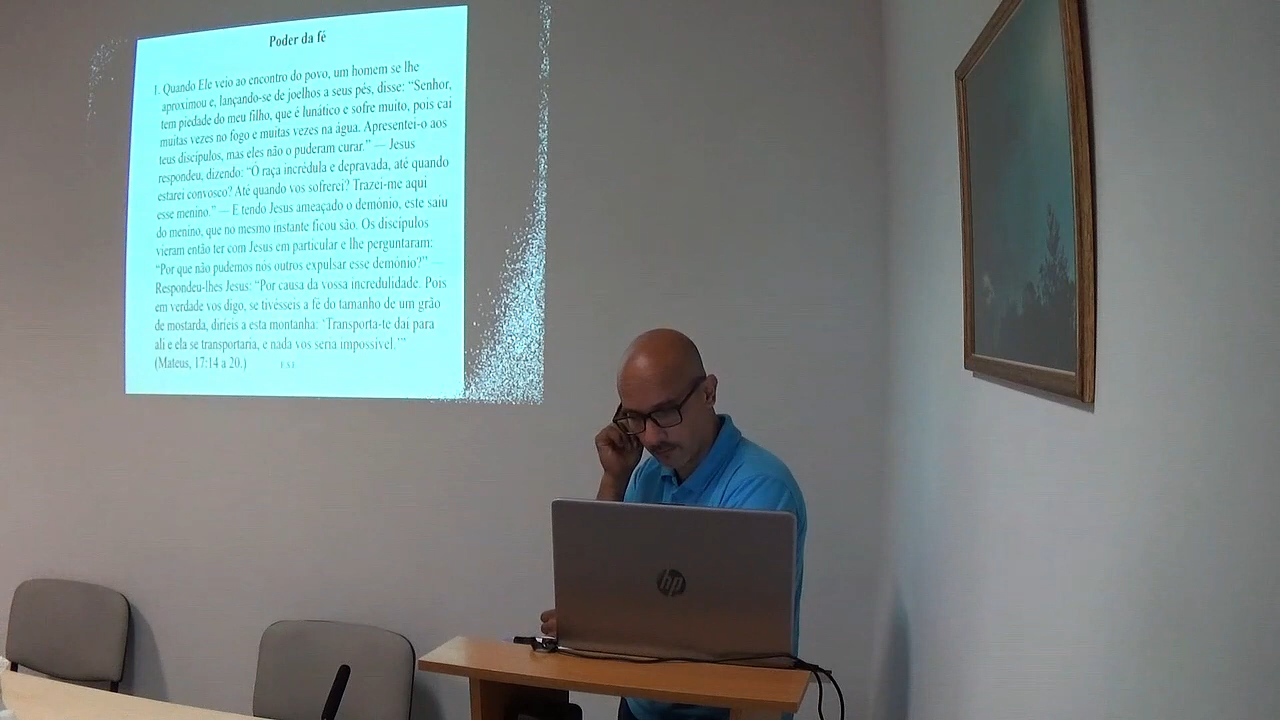 Poder da fé
1. Quando Ele veio ao encontro do povo, um homem se lhe
aproximou e, lançando-se de joelhos a seus pés, disse: “Senhor,
tem piedade do meu filho, que é lunático e sofre muito, pois cai
muitas vezes no fogo e muitas vezes na água. Apresentei-o aos
teus discípulos, mas eles não o puderam curar.” — Jesus
respondeu, dizendo: “Ó raça incrédula e depravada, até quando
estarei convosco? Até quando vos sofrerei? Trazei-me aqui
esse menino.” — E tendo Jesus ameaçado o demônio, este saiu
do menino, que no mesmo instante ficou são. Os discípulos
vieram então ter com Jesus em particular e lhe perguntaram:
“Por que não pudemos nós outros expulsar esse demônio?” —
Respondeu-lhes Jesus: “Por causa da vossa incredulidade. Pois
em verdade vos digo, se tivésseis a fé do tamanho de um grão
de mostarda, diríeis a esta montanha: ‘Transporta-te daí para
ali e ela se transportaria, e nada vos seria impossível.’”
(Mateus, 17:14 a 20.)
hp